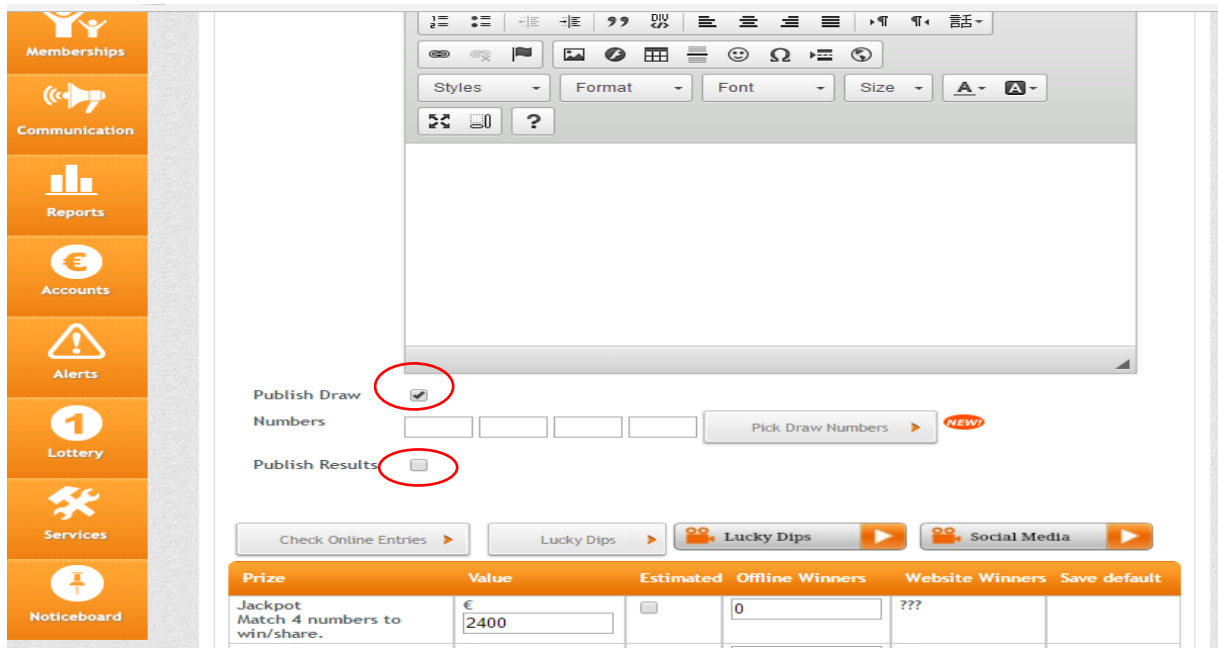 Memberships
Communication
Reports
Accounts
Alerts
Lottery
Services
Noticeboard
Styles Format Font Size A A
?
Publish Draw
Numbers Pick Draw Numbers NEW!
Publish Results
Check Online Entries Lucky Dips Lucky Dips Social Media
Prize Value Estimated Offline Winners Website Winners Save default
Jackpot € 0 ???
Match 4 numbers to 2400
win/share.